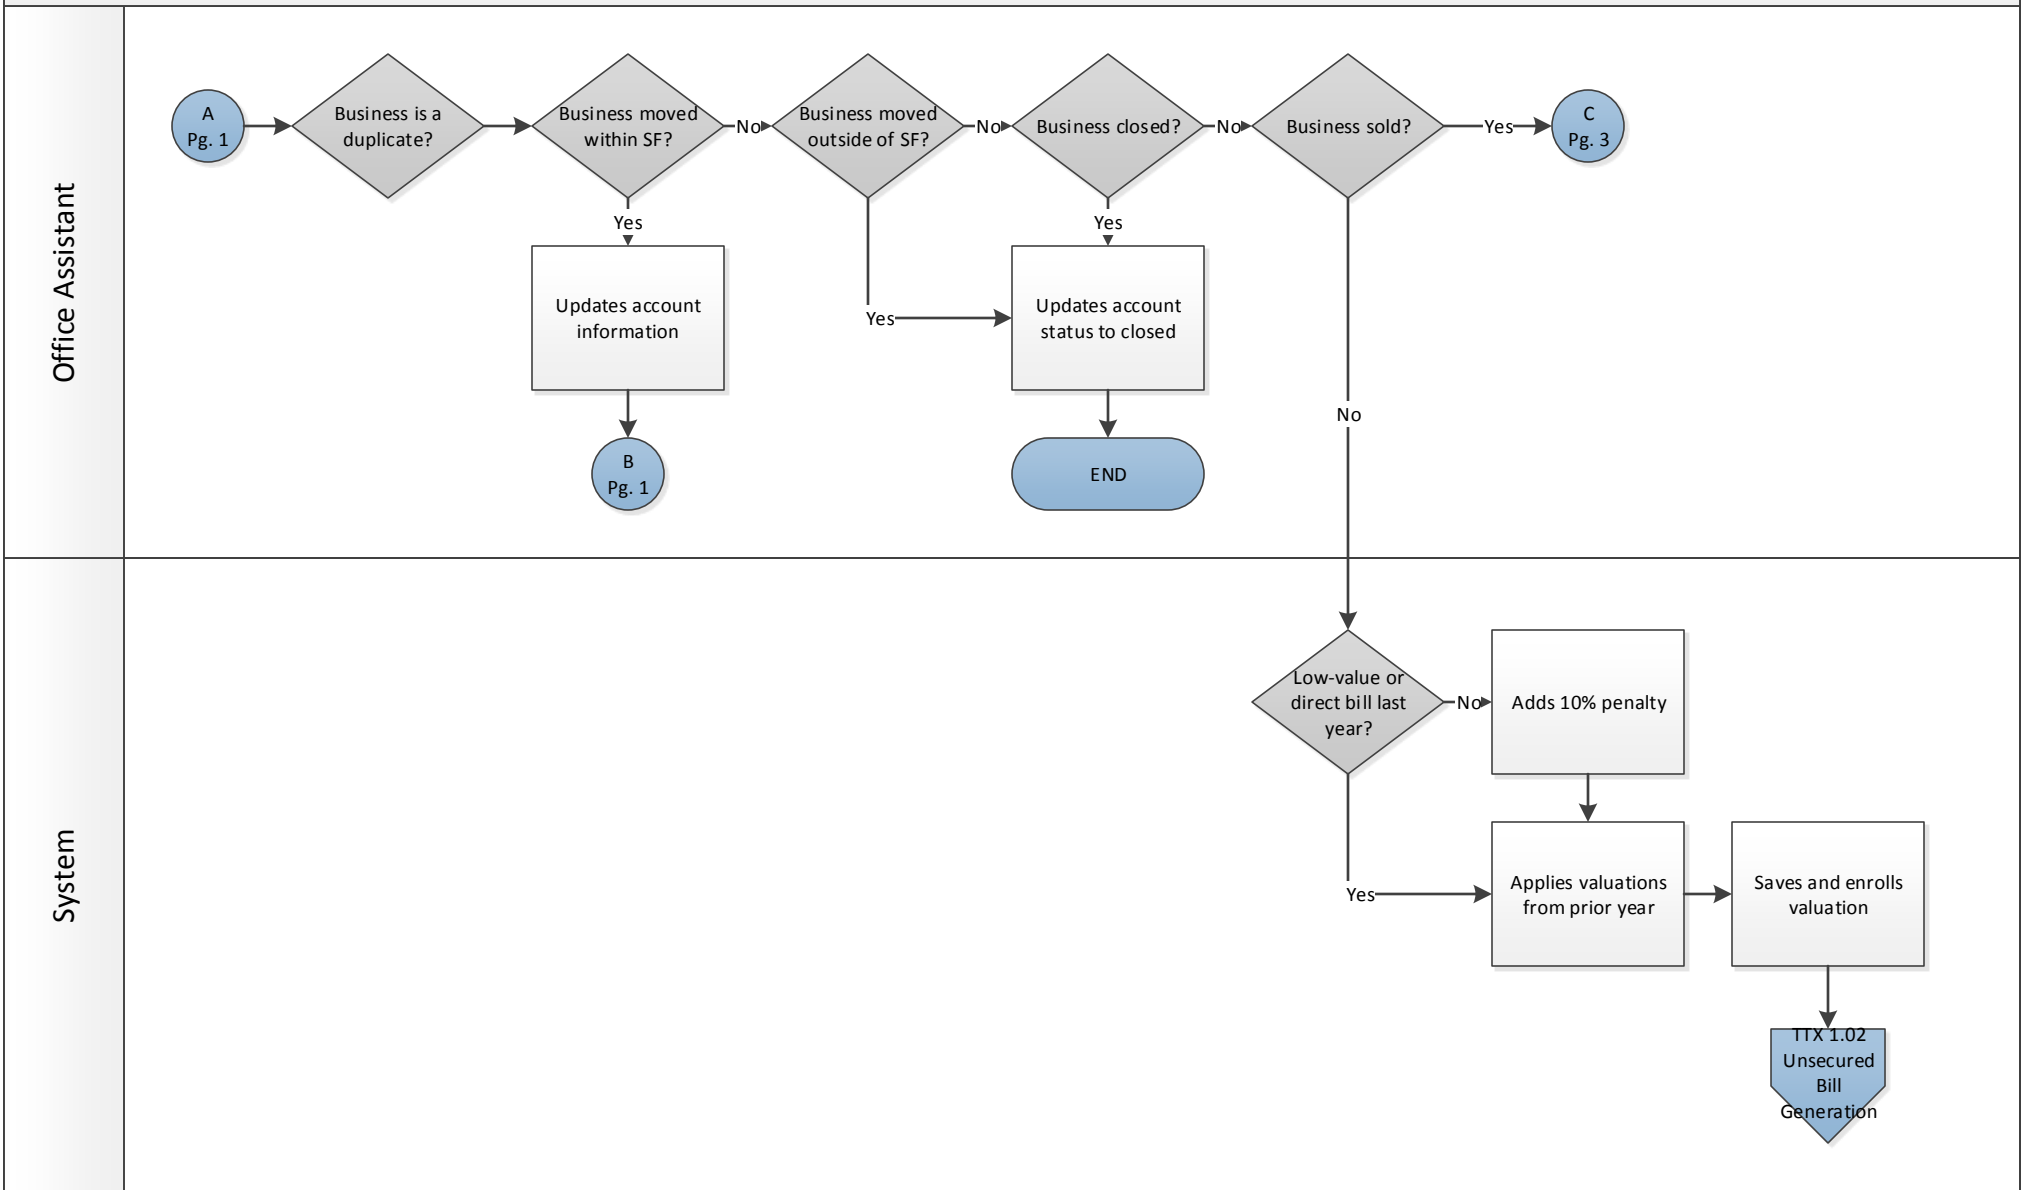 Office Assistant
A
Pg. 1
Business is a
duplicate?
Business moved
within SF?
No
Business moved
outside of SF?
No
Business closed?
No
Business sold?
Yes
C
Pg. 3
Yes
Yes
Updates account
information
Yes
Updates account
status to closed
No
B
Pg. 1
END
System
Low-value or
direct bill last
year?
No
Adds 10% penalty
Yes
Applies valuations
from prior year
Saves and enrolls
valuation
TTX 1.02
Unsecured
Bill
Generation